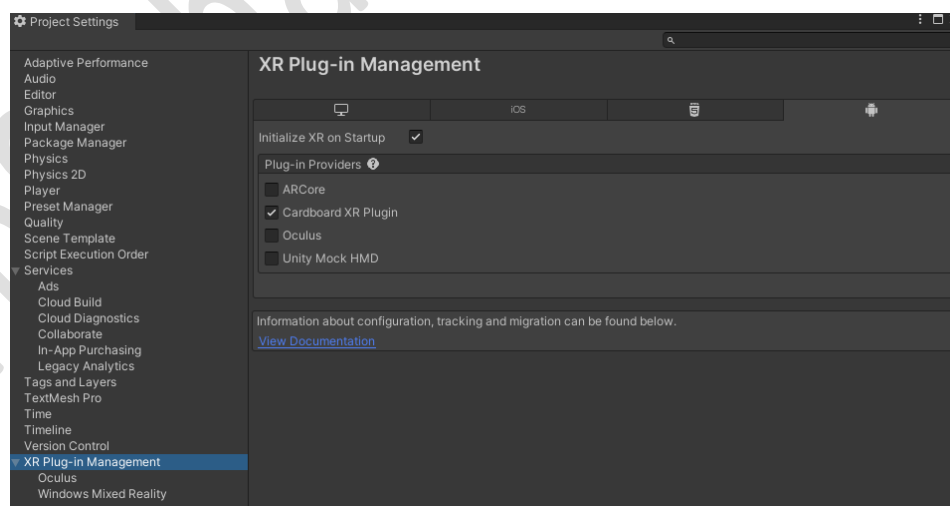 Project Settings
Adaptive Performance
Audio
Editor
Graphics
Input Manager
Package Manager
Physics
Physics 2D
Player
Preset Manager
Quality
Scene Template
Script Execution Order
Services
Ads
Cloud Build
Cloud Diagnostics
Collaborate
In-App Purchasing
Legacy Analytics
Tags and Layers
TextMesh Pro
Time
Timeline
Version Control
XR Plug-in Management
Oculus
Windows Mixed Reality
XR Plug-in Management
iOS
Initialize XR on Startup
Plug-in Providers
ARCore
Cardboard XR Plugin
Oculus
Unity Mock HMD
Information about configuration, tracking and migration can be found below.
View Documentation